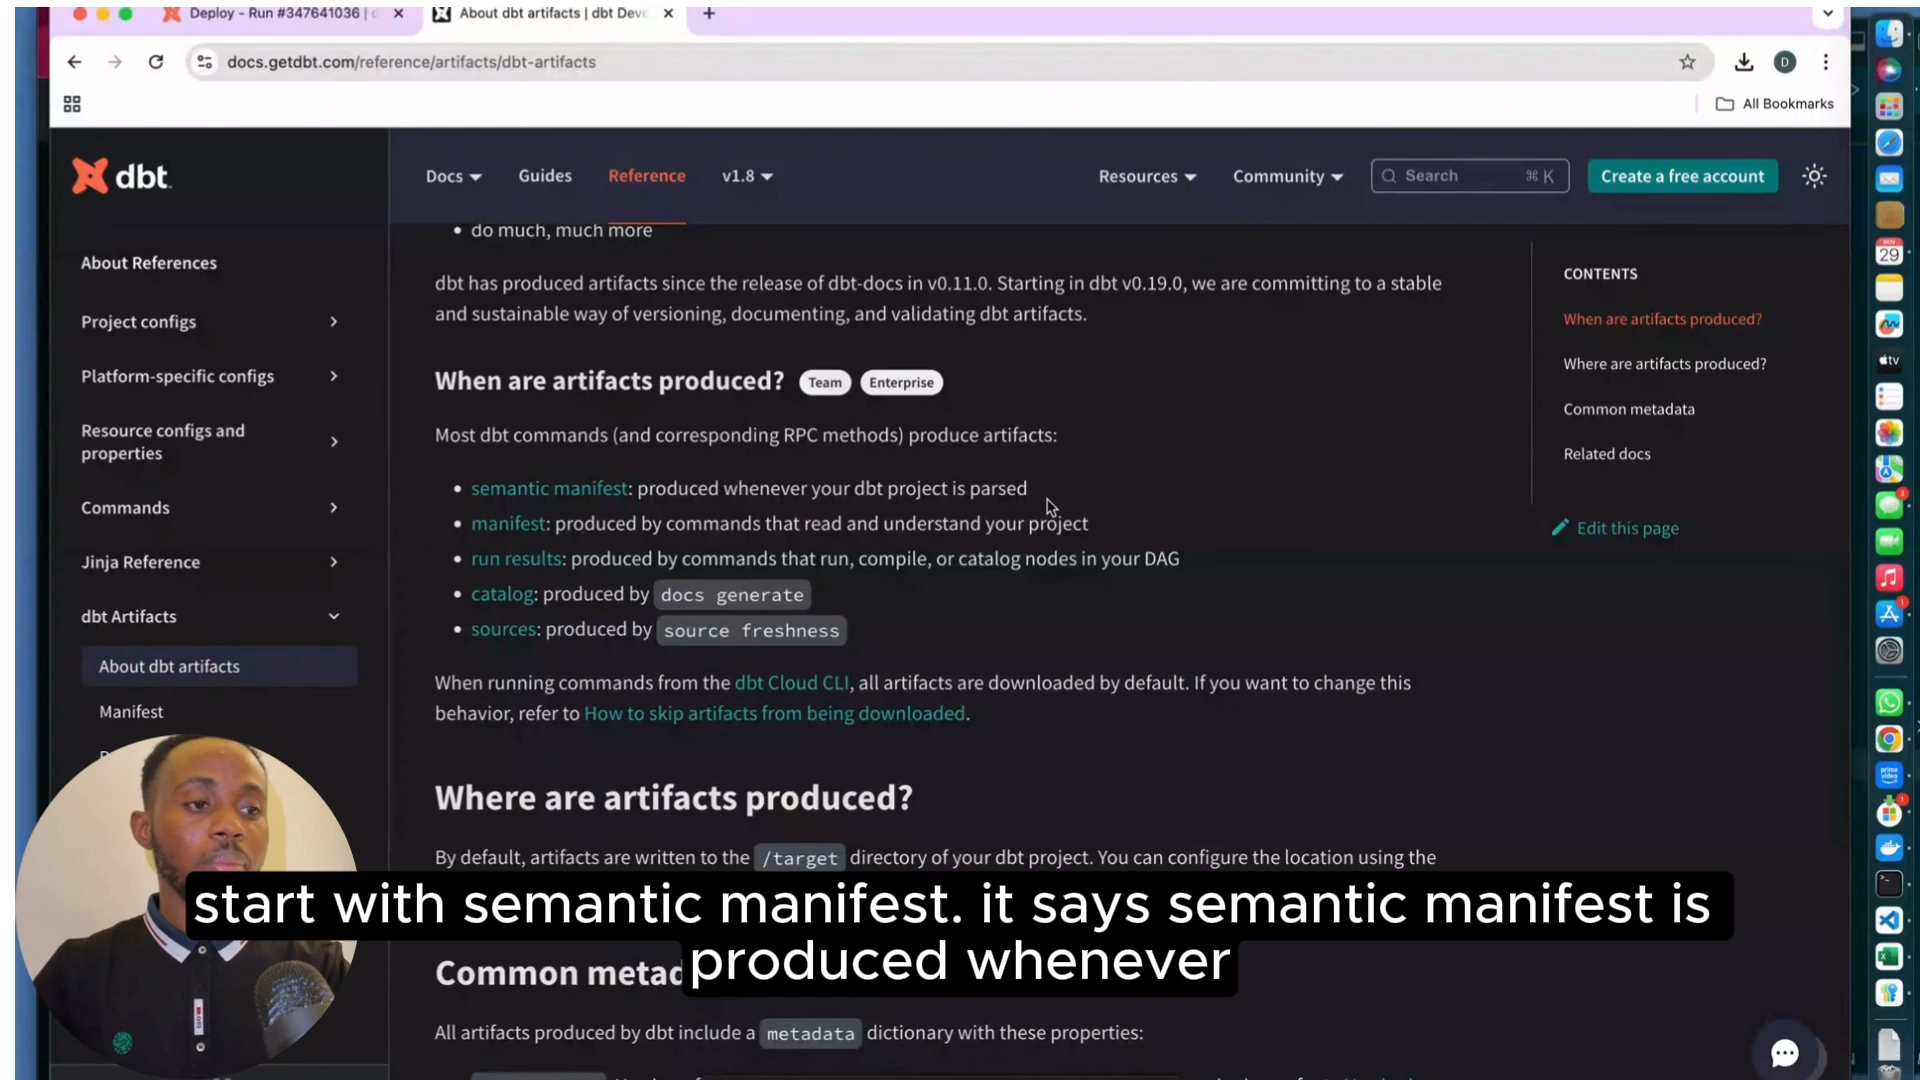 Deploy - Run #347641036 | d
About dbt artifacts | dbt Deve
docs.getdbt.com/reference/artifacts/dbt-artifacts
D
All Bookmarks
dbt
Docs
Guides
Reference
v1.8
Resources
Community
Search
⌘ K
Create a free account
About References
Project configs
Platform-specific configs
Resource configs and
properties
Commands
Jinja Reference
dbt Artifacts
About dbt artifacts
Manifest
• do much, much more
dbt has produced artifacts since the release of dbt-docs in v0.11.0. Starting in dbt v0.19.0, we are committing to a stable
and sustainable way of versioning, documenting, and validating dbt artifacts.
When are artifacts produced? Team Enterprise
Most dbt commands (and corresponding RPC methods) produce artifacts:
• semantic manifest: produced whenever your dbt project is parsed
• manifest: produced by commands that read and understand your project
• run results: produced by commands that run, compile, or catalog nodes in your DAG
• catalog: produced by docs generate
• sources: produced by source freshness
When running commands from the dbt Cloud CLI, all artifacts are downloaded by default. If you want to change this
behavior, refer to How to skip artifacts from being downloaded.
Where are artifacts produced?
By default, artifacts are written to the /target directory of your dbt project. You can configure the location using the
start with semantic manifest. it says semantic manifest is
produced whenever
Common metad
All artifacts produced by dbt include a metadata dictionary with these properties:
CONTENTS
When are artifacts produced?
Where are artifacts produced?
Common metadata
Related docs
Edit this page
NOV
29
tv
prime video